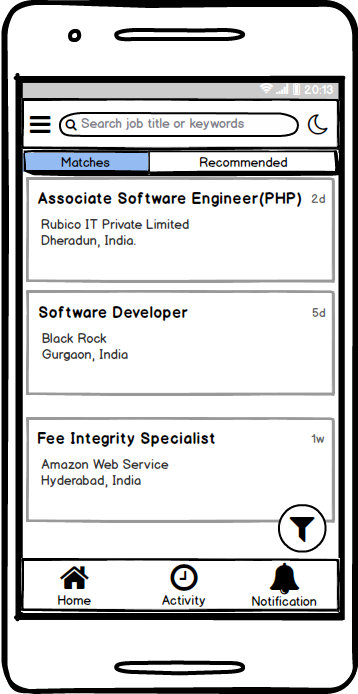 20:13
Search job title or keywords
Matches
Recommended
Associate Software Engineer(PHP) 2d
Rubico IT Private Limited
Dheradun, India.
Software Developer 5d
Black Rock
Gurgaon, India
Fee Integrity Specialist 1w
Amazon Web Service
Hyderabad, India
Home
Activity
Notification